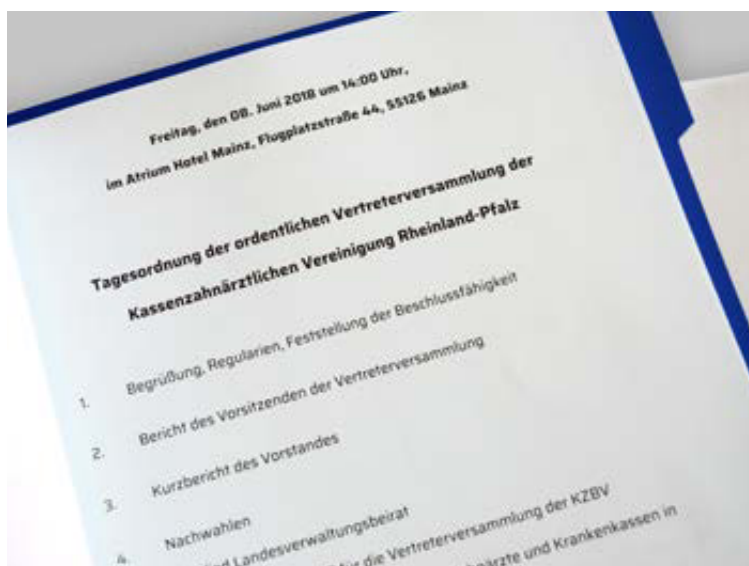 Freitag, den 08. Juni 2018 um 14:00 Uhr,
im Atrium Hotel Mainz, Flugplatzstraße 44, 55126 Mainz
Tagesordnung der ordentlichen Vertreterversammlung der
Kassenzahnärztlichen Vereinigung Rheinland-Pfalz
1. Begrüßung, Regularien, Feststellung der Beschlussfähigkeit
2. Bericht des Vorsitzenden der Vertreterversammlung
3. Kurzbericht des Vorstandes
4. Nachwahlen
Landesverwaltungsbeirat
für die Vertreterversammlung der KZBV
und Krankenkassen in